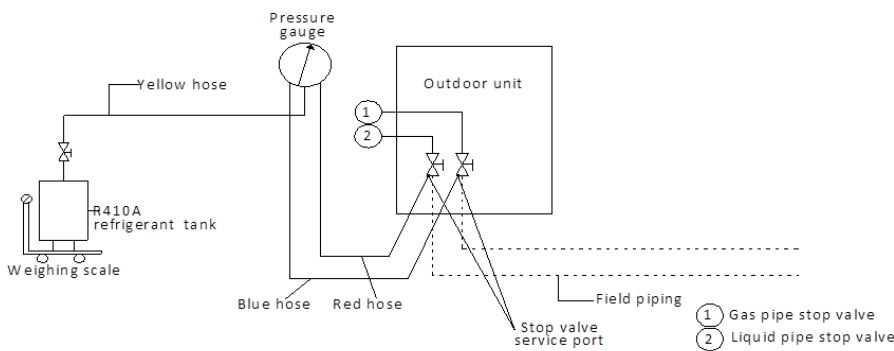 Pressure
gauge
Yellow hose
Outdoor unit
1
2
R410A
refrigerant tank
Weighing scale
Blue hose
Red hose
Stop valve
service port
Field piping
1 Gas pipe stop valve
2 Liquid pipe stop valve